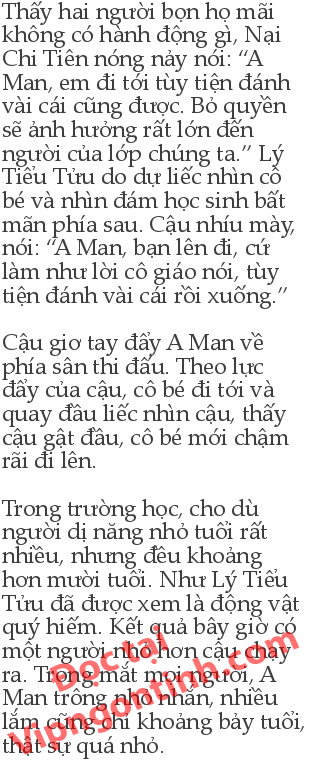 Thấy hai người bọn họ mãi
không có hành động gì, Nại
Chi Tiên nóng nảy nói: “A
Man, em đi tới tùy tiện đánh
vài cái cũng được. Bỏ quyền
sẽ ảnh hưởng rất lớn đến
người của lớp chúng ta.” Lý
Tiểu Tửu do dự liếc nhìn cô
bé và nhìn đám học sinh bất
mãn phía sau. Cậu nhíu mày,
nói: “A Man, bạn lên đi, cứ
làm như lời cô giáo nói, tùy
tiện đánh vài cái rồi xuống.”
Cậu giơ tay đẩy A Man về
phía sân thi đấu. Theo lực
đẩy của cậu, cô bé đi tới và
quay đầu liếc nhìn cậu, thấy
cậu gật đầu, cô bé mới chậm
rãi đi lên.
Trong trường học, cho dù
người dị năng nhỏ tuổi rất
nhiều, nhưng đều khoảng
hơn mười tuổi. Như Lý Tiểu
Tửu đã được xem là động vật
quý hiếm. Kết quả bây giờ có
một người nhỏ hơn cậu chạy
ra. Trong mắt mọi người, A
Man trông nhỏ nhắn, nhiều
lắm cũng chỉ khoảng bảy tuổi,
thật sự quá nhỏ.
Đọc tại
Vipngontinh.com